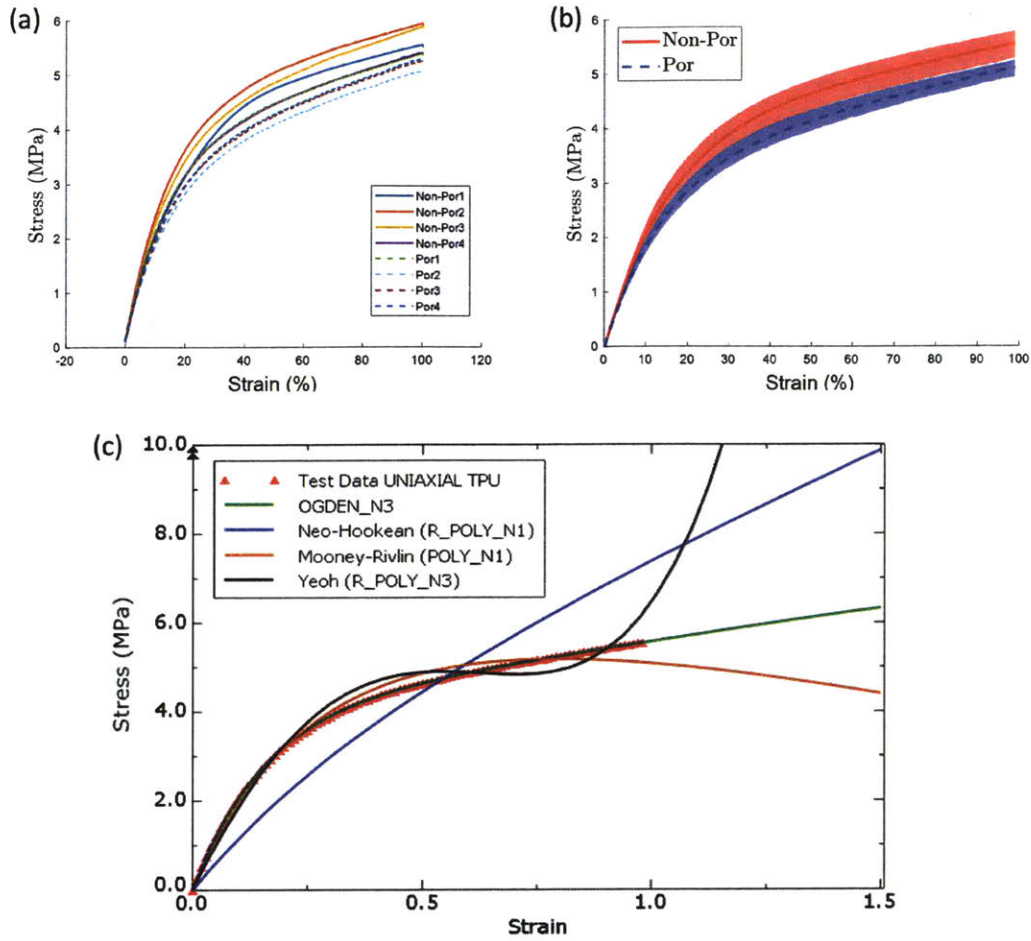 (a)
6
5
4
3
2
1
0
Stress (MPa)
-20 0 20 40 60 80 100 120
Strain (%)
Non-Por1
Non-Por2
Non-Por3
Non-Por4
Por1
Por2
Por3
Por4
(b)
6
5
4
3
2
1
0
Stress (MPa)
0 10 20 30 40 50 60 70 80 90 100
Strain (%)
Non-Por
Por
(c)
10.0
8.0
6.0
4.0
2.0
0.0
Stress (MPa)
0.0 0.5 1.0 1.5
Strain
Test Data UNIAXIAL TPU
OGDEN_N3
Neo-Hookean (R_POLY_N1)
Mooney-Rivlin (POLY_N1)
Yeoh (R_POLY_N3)